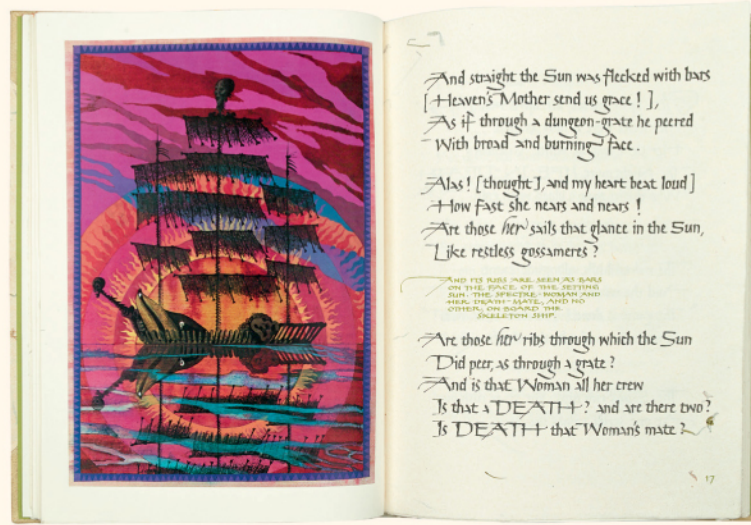 And straight the Sun was flecked with bars
[Heaven's Mother send us grace!],
As if through a dungeon-grate he peered
With broad and burning face.
Alas! [thought I, and my heart beat loud]
How fast she nears and nears!
Are those her sails that glance in the Sun,
Like restless gossameres?
AND ITS RIBS ARE SEEN AS BARS
ON THE FACE OF THE SETTING
SUN. THE SPECTRE-WOMAN AND
HER DEATH-MATE, AND NO
OTHER, ON BOARD THE
SKELETON SHIP.
Are those her ribs through which the Sun
Did peer, as through a grate?
And is that Woman all her crew
Is that a DEATH? and are there two?
Is DEATH that Woman's mate?
17